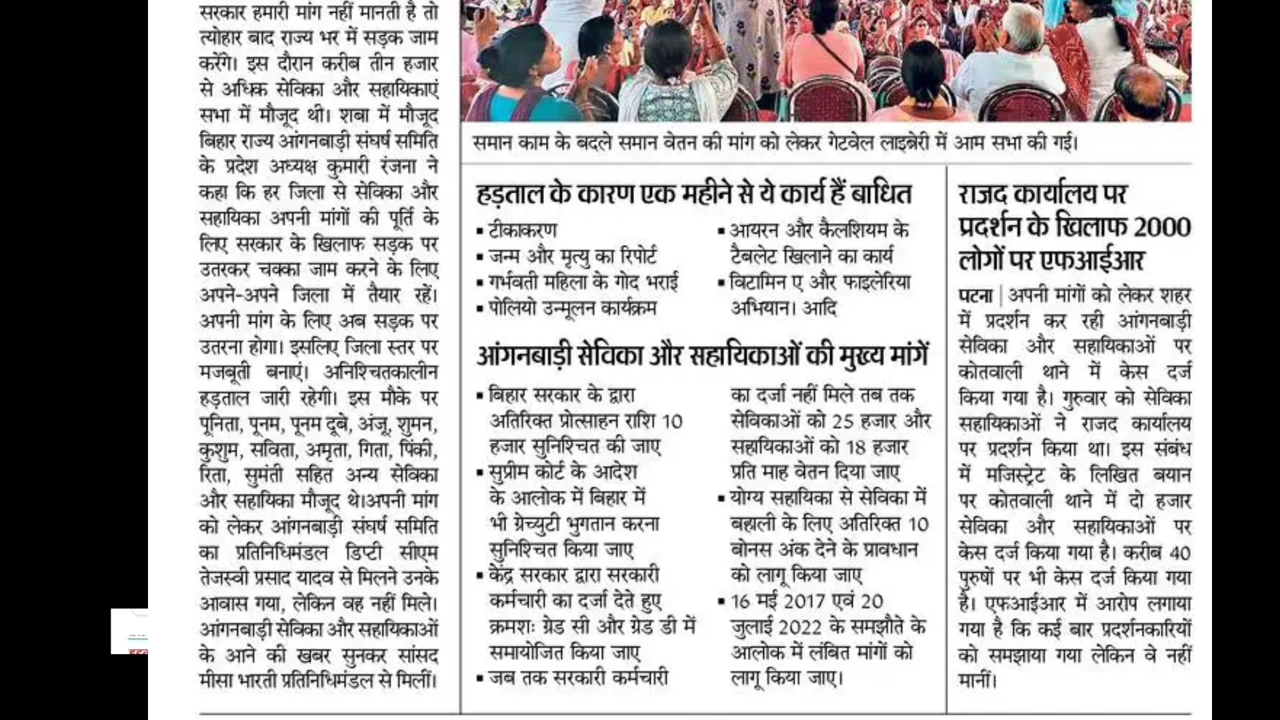 सरकार हमारी मांग नहीं मानती है तो
त्योहार बाद राज्य भर में सड़क जाम
करेंगे। इस दौरान करीब तीन हजार
से अधिक सेविका और सहायिकाएं
सभा में मौजूद थी। शबा में मौजूद
बिहार राज्य आंगनबाड़ी संघर्ष समिति
के प्रदेश अध्यक्ष कुमारी रंजना ने
कहा कि हर जिला से सेविका और
सहायिका अपनी मांगों की पूर्ति के
लिए सरकार के खिलाफ सड़क पर
उतरकर चक्का जाम करने के लिए
अपने-अपने जिला में तैयार रहें।
अपनी मांग के लिए अब सड़क पर
उतरना होगा। इसलिए जिला स्तर पर
मजबूती बनाएं। अनिश्चितकालीन
हड़ताल जारी रहेगी। इस मौके पर
पूनिता, पूनम, पूनम दूबे, अंजू, शुमन,
कुशुम, सविता, अमृता, गिता, पिंकी,
रिता, सुमंती सहित अन्य सेविका
और सहायिका मौजूद थे।अपनी मांग
को लेकर आंगनबाड़ी संघर्ष समिति
का प्रतिनिधिमंडल डिप्टी सीएम
तेजस्वी प्रसाद यादव से मिलने उनके
आवास गया, लेकिन वह नहीं मिले।
आंगनबाड़ी सेविका और सहायिकाओं
के आने की खबर सुनकर सांसद
मीसा भारती प्रतिनिधिमंडल से मिलीं।
समान काम के बदले समान वेतन की मांग को लेकर गेटवेल लाइब्रेरी में आम सभा की गई।
हड़ताल के कारण एक महीने से ये कार्य हैं बाधित
▪ टीकाकरण
▪ जन्म और मृत्यु का रिपोर्ट
▪ गर्भवती महिला के गोद भराई
▪ पोलियो उन्मूलन कार्यक्रम
▪ आयरन और कैलशियम के
टैबलेट खिलाने का कार्य
▪ विटामिन ए और फाइलेरिया
अभियान। आदि
आंगनबाड़ी सेविका और सहायिकाओं की मुख्य मांगें
▪ बिहार सरकार के द्वारा
अतिरिक्त प्रोत्साहन राशि 10
हजार सुनिश्चित की जाए
▪ सुप्रीम कोर्ट के आदेश
के आलोक में बिहार में
भी ग्रेच्युटी भुगतान करना
सुनिश्चित किया जाए
▪ केंद्र सरकार द्वारा सरकारी
कर्मचारी का दर्जा देते हुए
क्रमशः ग्रेड सी और ग्रेड डी में
समायोजित किया जाए
▪ जब तक सरकारी कर्मचारी
का दर्जा नहीं मिले तब तक
सेविकाओं को 25 हजार और
सहायिकाओं को 18 हजार
प्रति माह वेतन दिया जाए
▪ योग्य सहायिका से सेविका में
बहाली के लिए अतिरिक्त 10
बोनस अंक देने के प्रावधान
को लागू किया जाए
▪ 16 मई 2017 एवं 20
जुलाई 2022 के समझौते के
आलोक में लंबित मांगों को
लागू किया जाए।
राजद कार्यालय पर
प्रदर्शन के खिलाफ 2000
लोगों पर एफआईआर
पटना | अपनी मांगों को लेकर शहर
में प्रदर्शन कर रही आंगनबाड़ी
सेविका और सहायिकाओं पर
कोतवाली थाने में केस दर्ज
किया गया है। गुरुवार को सेविका
सहायिकाओं ने राजद कार्यालय
पर प्रदर्शन किया था। इस संबंध
में मजिस्ट्रेट के लिखित बयान
पर कोतवाली थाने में दो हजार
सेविका और सहायिकाओं पर
केस दर्ज किया गया है। करीब 40
पुरुषों पर भी केस दर्ज किया गया
है। एफआईआर में आरोप लगाया
गया है कि कई बार प्रदर्शनकारियों
को समझाया गया लेकिन वे नहीं
मानीं।